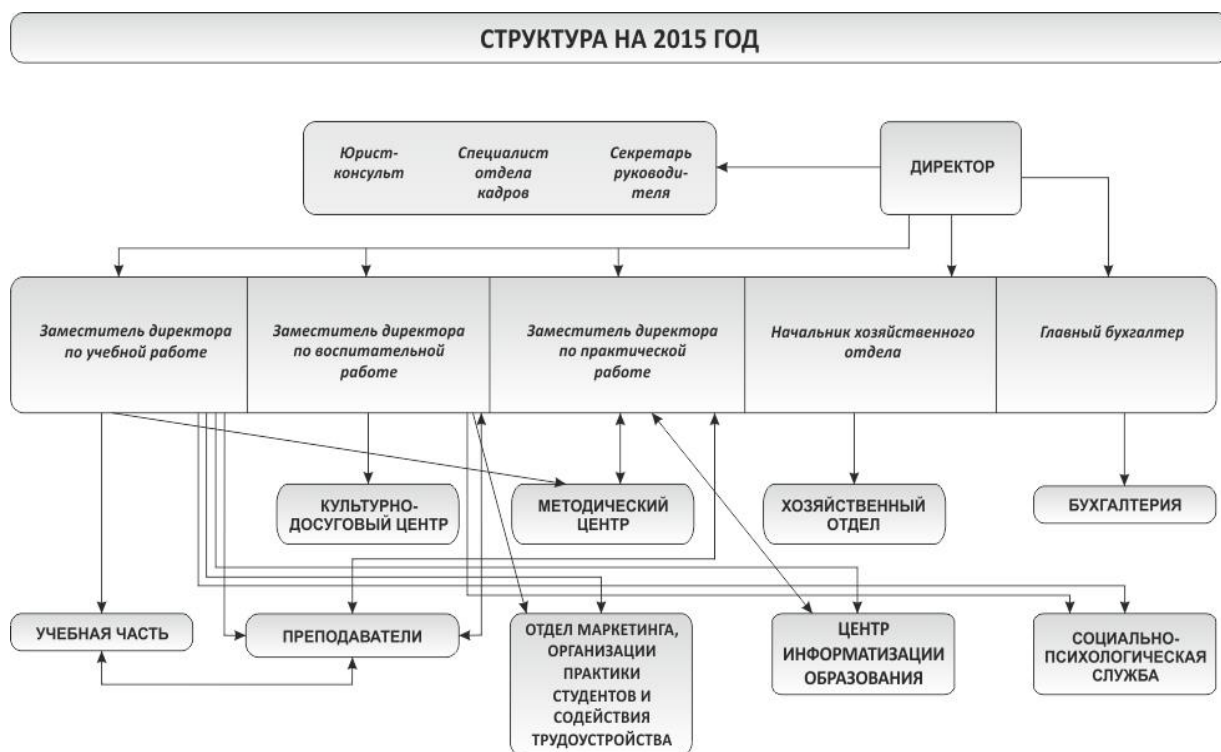 СТРУКТУРА НА 2015 ГОД
Юрист-
консульт
Специалист
отдела
кадров
Секретарь
руководи-
теля
ДИРЕКТОР
Заместитель директора
по учебной работе
Заместитель директора
по воспитательной
работе
Заместитель директора
по практической
работе
Начальник хозяйственного
отдела
Главный бухгалтер
КУЛЬТУРНО-
ДОСУГОВЫЙ ЦЕНТР
МЕТОДИЧЕСКИЙ
ЦЕНТР
ХОЗЯЙСТВЕННЫЙ
ОТДЕЛ
БУХГАЛТЕРИЯ
УЧЕБНАЯ ЧАСТЬ
ПРЕПОДАВАТЕЛИ
ОТДЕЛ МАРКЕТИНГА,
ОРГАНИЗАЦИИ
ПРАКТИКИ
СТУДЕНТОВ И
СОДЕЙСТВИЯ
ТРУДОУСТРОЙСТВА
ЦЕНТР
ИНФОРМАТИЗАЦИИ
ОБРАЗОВАНИЯ
СОЦИАЛЬНО-
ПСИХОЛОГИЧЕСКАЯ
СЛУЖБА